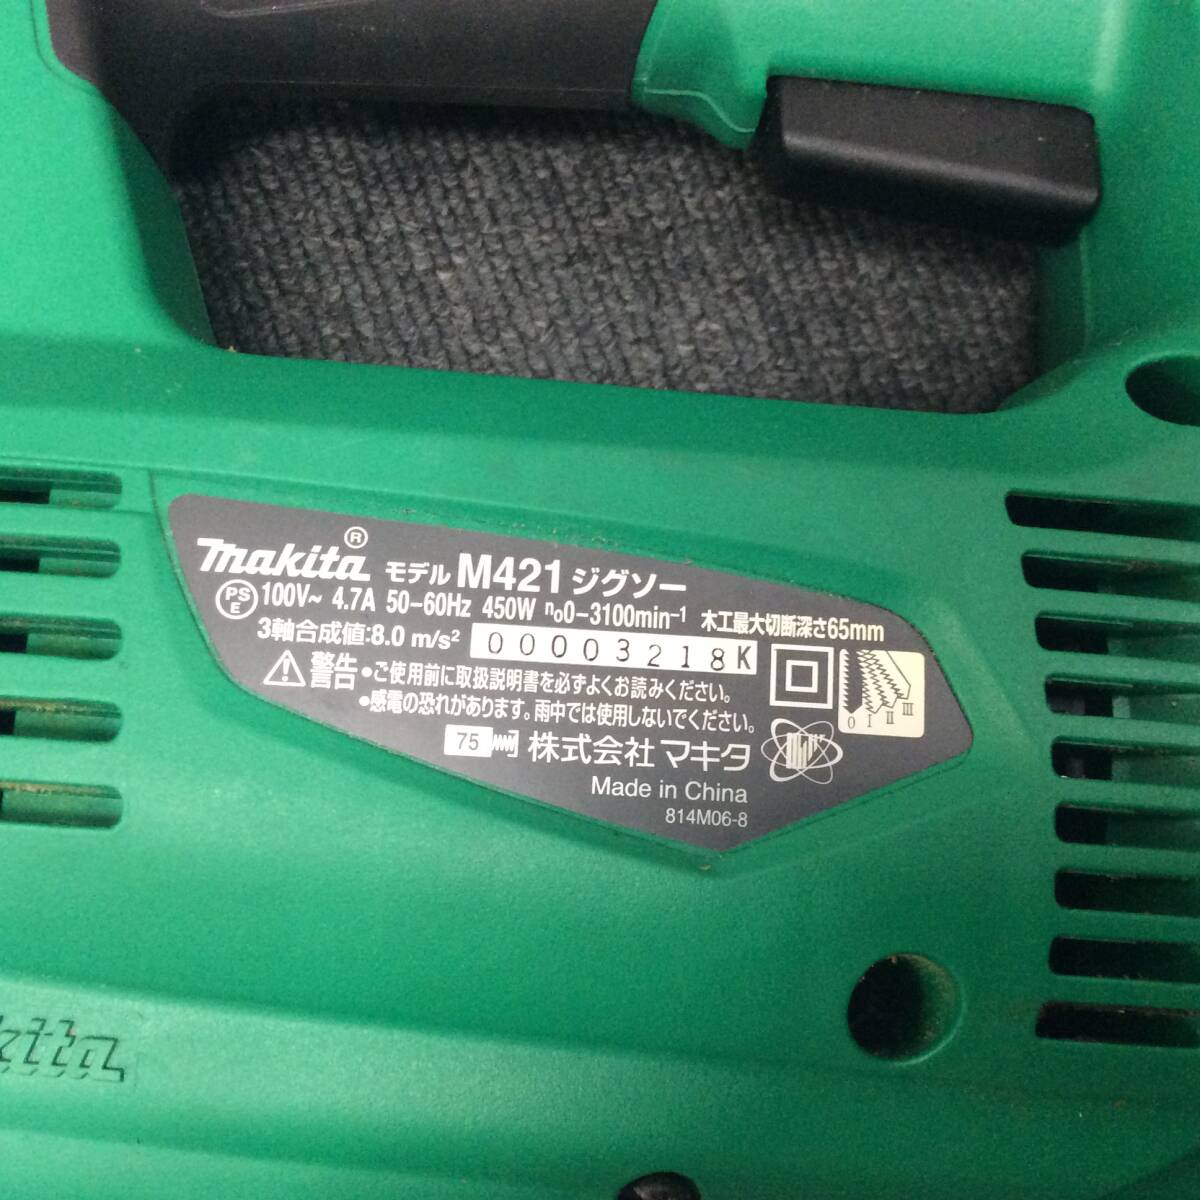 makita® モデル M421 ジグソー
PSE 100V~ 4.7A 50-60Hz 450W n₀0-3100min⁻¹ 木工最大切断深さ65mm
3軸合成値:8.0 m/s² 00003218K
警告 •ご使用前に取扱説明書を必ずよくお読みください。
•感電の恐れがあります。雨中では使用しないでください。
0 I II III
75 株式会社 マキタ
Made in China
814M06-8
kita